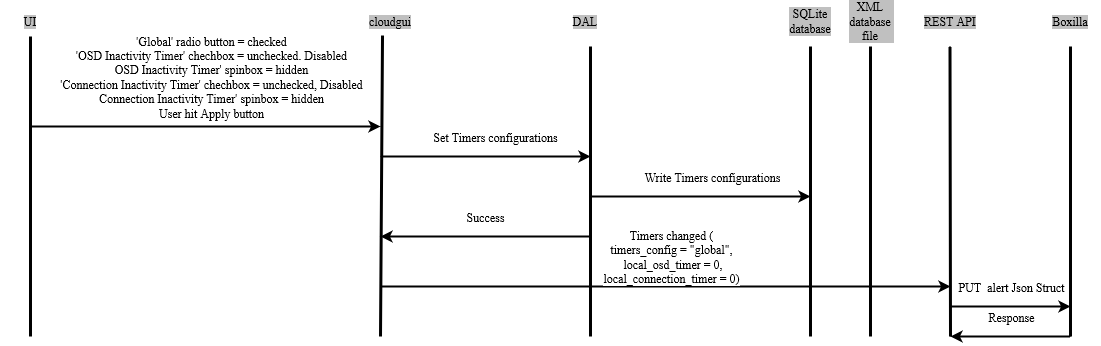 UI
cloudgui
DAL
SQLite
database
XML
database
file
REST API
Boxilla
'Global' radio button = checked
'OSD Inactivity Timer' chechbox = unchecked. Disabled
OSD Inactivity Timer' spinbox = hidden
'Connection Inactivity Timer' chechbox = unchecked, Disabled
Connection Inactivity Timer' spinbox = hidden
User hit Apply button
Set Timers configurations
Write Timers configurations
Success
Timers changed (
timers_config = "global",
local_osd_timer = 0,
local_connection_timer = 0)
PUT alert Json Struct
Response